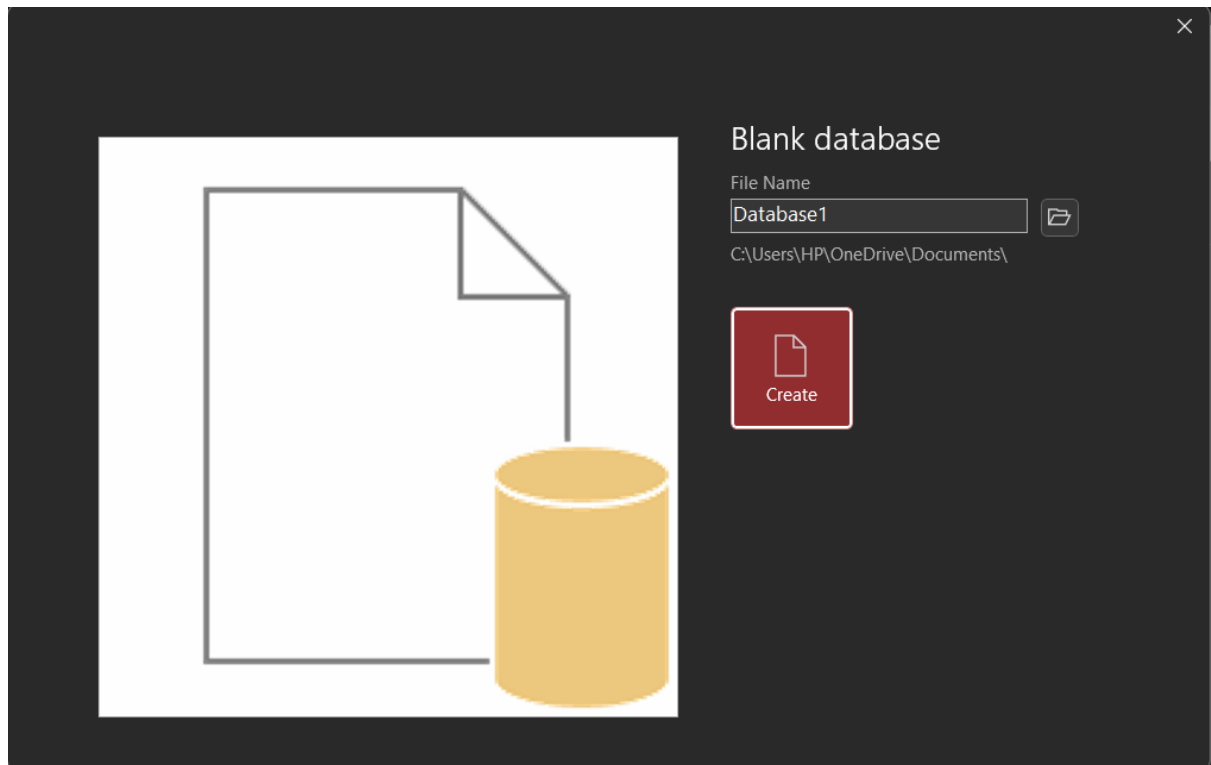 Blank database
File Name
Database1
C:\Users\HP\OneDrive\Documents\
Create